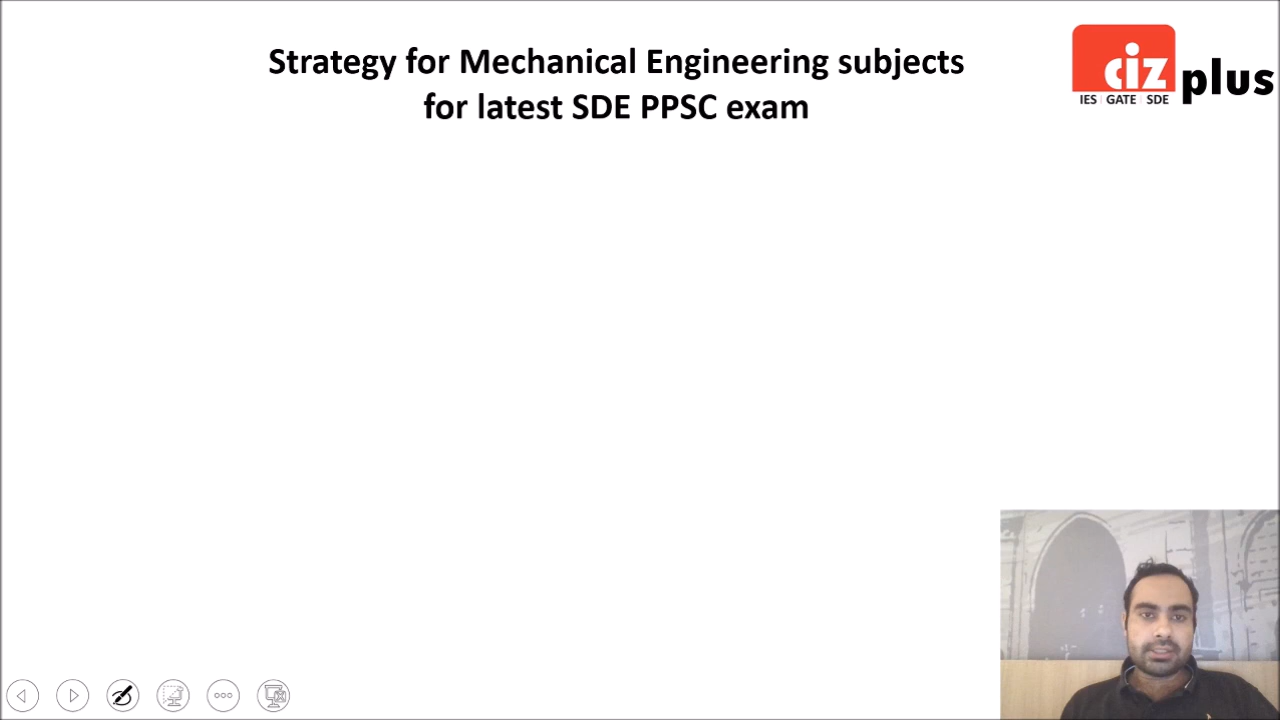 Strategy for Mechanical Engineering subjects
for latest SDE PPSC exam
ciz plus
IES | GATE | SDE